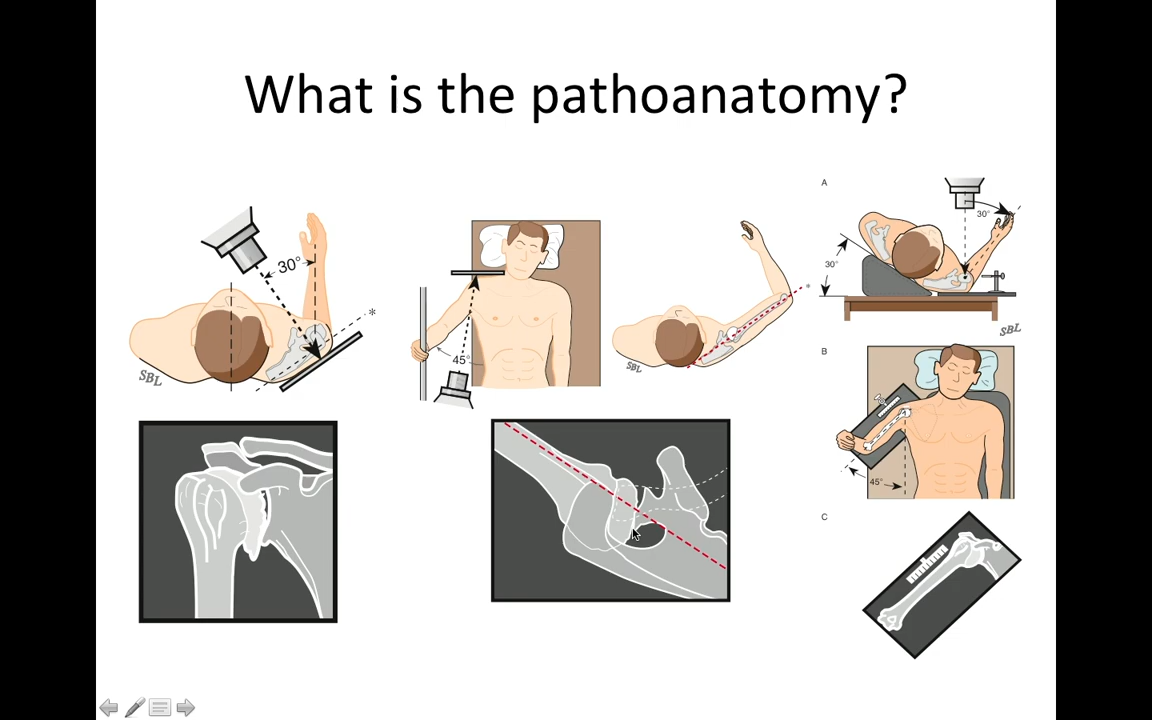 What is the pathoanatomy?
30°
*
SBL
45°
*
SBL
A
30°
30°
SBL
B
45°
C